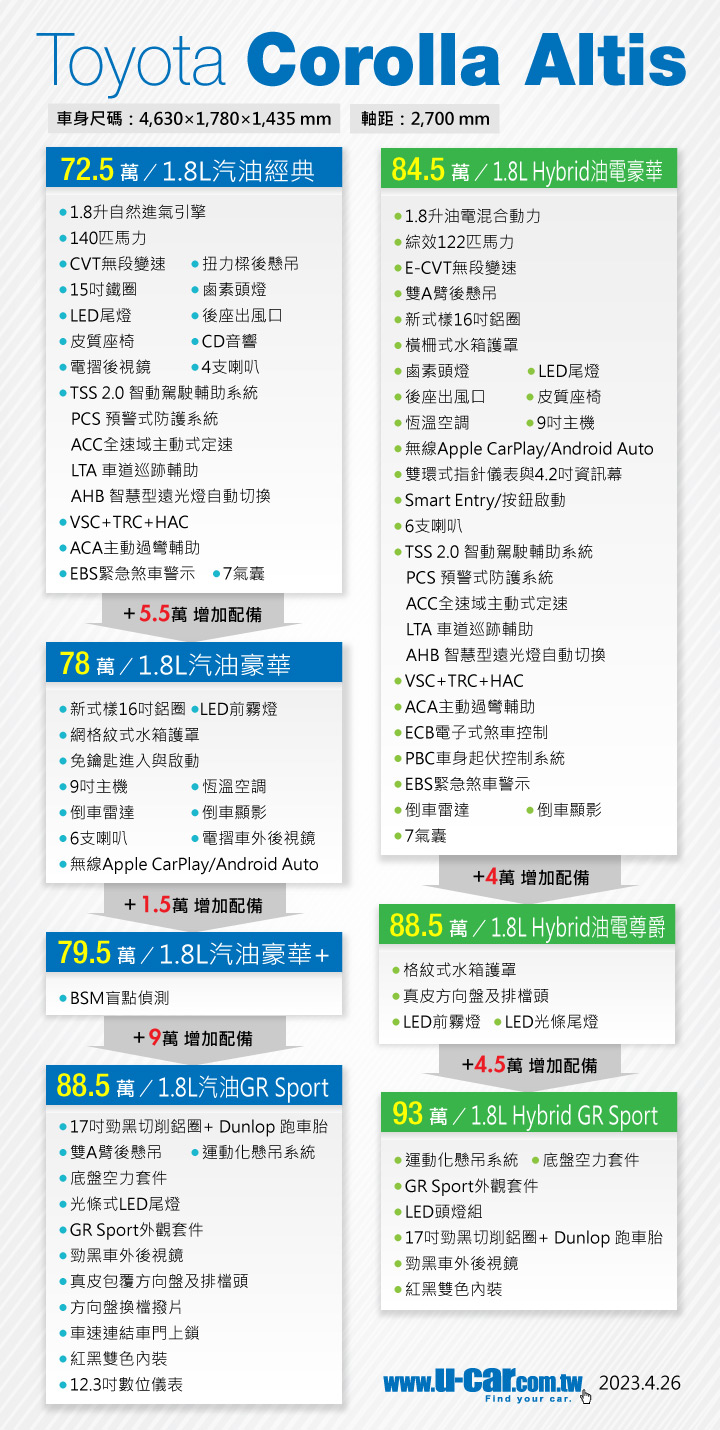 Toyota Corolla Altis
車身尺碼：4,630×1,780×1,435 mm
軸距：2,700 mm
72.5 萬／1.8L汽油經典
●1.8升自然進氣引擎
●140匹馬力
●CVT無段變速 ●扭力樑後懸吊
●15吋鐵圈 ●鹵素頭燈
●LED尾燈 ●後座出風口
●皮質座椅 ●CD音響
●電摺後視鏡 ●4支喇叭
●TSS 2.0 智動駕駛輔助系統
PCS 預警式防護系統
ACC全速域主動式定速
LTA 車道巡跡輔助
AHB 智慧型遠光燈自動切換
●VSC+TRC+HAC
●ACA主動過彎輔助
●EBS緊急煞車警示 ●7氣囊
+5.5萬 增加配備
78 萬／1.8L汽油豪華
●新式樣16吋鋁圈 ●LED前霧燈
●網格紋式水箱護罩
●免鑰匙進入與啟動
●9吋主機 ●恆溫空調
●倒車雷達 ●倒車顯影
●6支喇叭 ●電摺車外後視鏡
●無線Apple CarPlay/Android Auto
+1.5萬 增加配備
79.5 萬／1.8L汽油豪華+
●BSM盲點偵測
+9萬 增加配備
88.5 萬／1.8L汽油GR Sport
●17吋勁黑切削鋁圈+ Dunlop 跑車胎
●雙A臂後懸吊 ●運動化懸吊系統
●底盤空力套件
●光條式LED尾燈
●GR Sport外觀套件
●勁黑車外後視鏡
●真皮包覆方向盤及排檔頭
●方向盤換檔撥片
●車速連結車門上鎖
●紅黑雙色內裝
●12.3吋數位儀表
84.5 萬／1.8L Hybrid油電豪華
●1.8升油電混合動力
●綜效122匹馬力
●E-CVT無段變速
●雙A臂後懸吊
●新式樣16吋鋁圈
●橫柵式水箱護罩
●鹵素頭燈 ●LED尾燈
●後座出風口 ●皮質座椅
●恆溫空調 ●9吋主機
●無線Apple CarPlay/Android Auto
●雙環式指針儀表與4.2吋資訊幕
●Smart Entry/按鈕啟動
●6支喇叭
●TSS 2.0 智動駕駛輔助系統
PCS 預警式防護系統
ACC全速域主動式定速
LTA 車道巡跡輔助
AHB 智慧型遠光燈自動切換
●VSC+TRC+HAC
●ACA主動過彎輔助
●ECB電子式煞車控制
●PBC車身起伏控制系統
●EBS緊急煞車警示
●倒車雷達 ●倒車顯影
●7氣囊
+4萬 增加配備
88.5 萬／1.8L Hybrid油電尊爵
●格紋式水箱護罩
●真皮方向盤及排檔頭
●LED前霧燈 ●LED光條尾燈
+4.5萬 增加配備
93 萬／1.8L Hybrid GR Sport
●運動化懸吊系統 ●底盤空力套件
●GR Sport外觀套件
●LED頭燈組
●17吋勁黑切削鋁圈+ Dunlop 跑車胎
●勁黑車外後視鏡
●紅黑雙色內裝
www.u-car.com.tw 2023.4.26
Find your car.